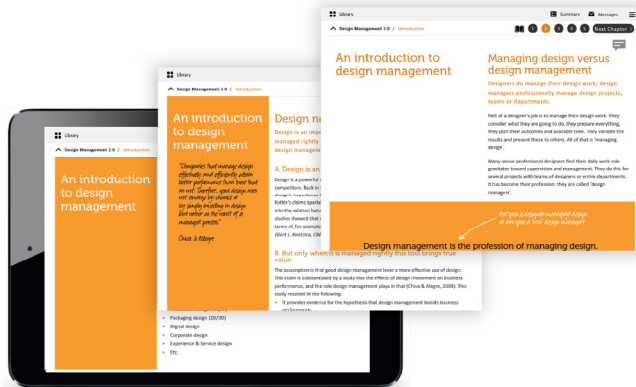 Library
Summary
Messages
Design Management 2.0 / Introduction
1 2 3 4 5 Next Chapter >
An introduction to
design management
Managing design versus
design management
Designers do manage their design work; design
managers professionally manage design projects,
teams or departments.
Part of a designer's job is to manage their design work. They
consider what they are going to do, they prepare everything,
they plan their outcomes and available time. They validate the
results and present these to others. All of that is 'managing
design'.
Many senior professional designers find their daily work role
gravitates toward supervision and management. They do this for
several projects with teams of designers or entire departments.
It has become their profession: they are called 'design
managers'.
Are you a designer managing design
or are you a real design manager?
Design management is the profession of managing design.
Library
Design Management 2.0 / Introduction
An introduction
to design
management
"Companies that manage design
effectively and efficiently attain
better performance than those that
do not. Therefore, good design does
not emerge by chance or
by simply investing in design
but rather as the result of a
managed process."
Chiva & Alegre
Design ne
Design is an impo
managed rightly
design managem
A. Design is an
Design is a powerful
competitors. Back in
Kotler's claims sparke
into the relation betw
studies showed that
terms of, for example
B. But only when it is managed rightly this tool brings true
value.
The assumption is that good design management lever a more effective use of design.
This claim is substantiated by a study into the effects of design investment on business
performance, and the role design management plays in that (Chiva & Alegre, 2009). This
study resulted in the following:
• It provides evidence for the hypothesis that design management boosts business
Library
Design Management 2.0 / Introduction
An introduction
to design
management
• Packaging design (2D/3D)
• Digital design
• Corporate design
• Experience & Service design
• Etc.